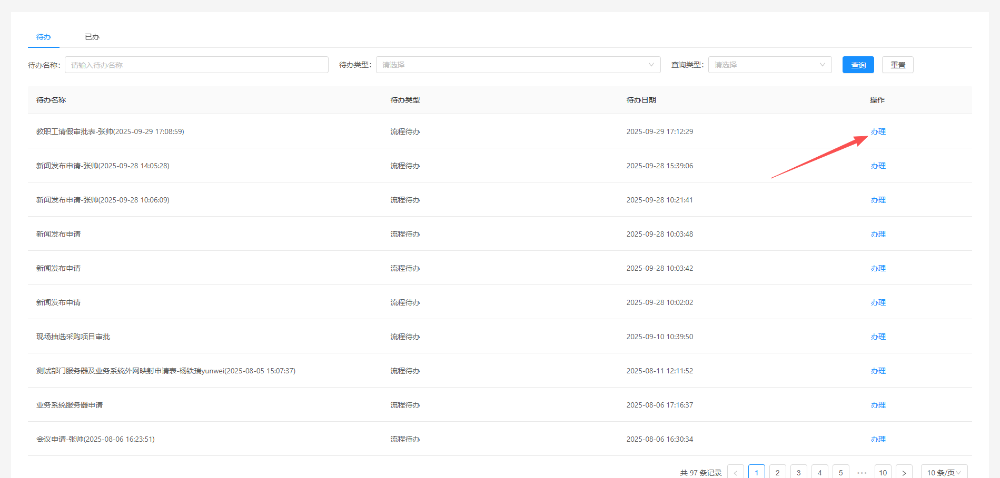 待办 已办
待办名称： 请输入待办名称 待办类型： 请选择 查询类型： 请选择 查询 重置
待办名称 待办类型 待办日期 操作
教职工请假审批表-张帅(2025-09-29 17:08:59) 流程待办 2025-09-29 17:12:29 办理
新闻发布申请-张帅(2025-09-28 14:05:28) 流程待办 2025-09-28 15:39:06 办理
新闻发布申请-张帅(2025-09-28 10:06:09) 流程待办 2025-09-28 10:21:41 办理
新闻发布申请 流程待办 2025-09-28 10:03:48 办理
新闻发布申请 流程待办 2025-09-28 10:03:42 办理
新闻发布申请 流程待办 2025-09-28 10:02:02 办理
现场抽选采购项目审批 流程待办 2025-09-10 10:39:50 办理
测试部门服务器及业务系统外网映射申请表-杨铁瑞yunwei(2025-08-05 15:07:37) 流程待办 2025-08-11 12:11:52 办理
业务系统服务器申请 流程待办 2025-08-06 17:16:37 办理
会议申请-张帅(2025-08-06 16:23:51) 流程待办 2025-08-06 16:30:34 办理
共 97 条记录 < 1 2 3 4 5 ••• 10 > 10 条/页